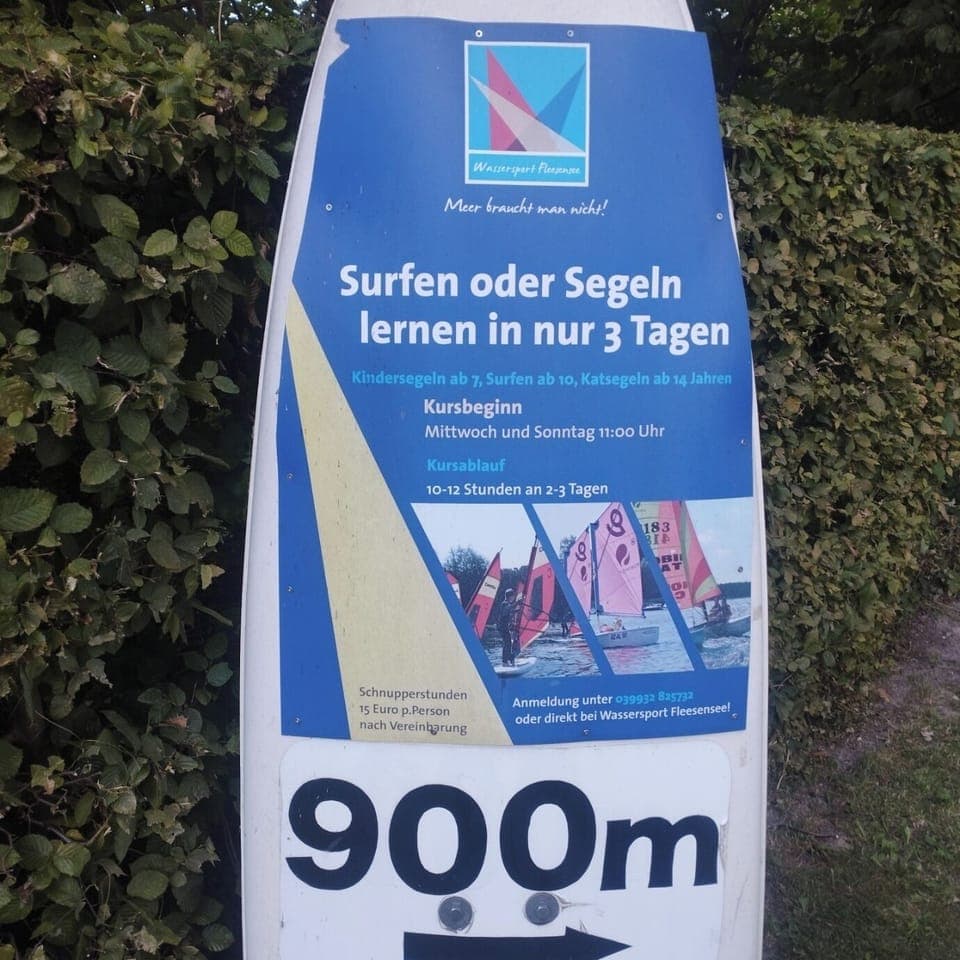 Wassersport Fleesensee
Meer braucht man nicht!
Surfen oder Segeln
lernen in nur 3 Tagen
Kindersegeln ab 7, Surfen ab 10, Katsegeln ab 14 Jahren
Kursbeginn
Mittwoch und Sonntag 11:00 Uhr
Kursablauf
10-12 Stunden an 2-3 Tagen
183
Schnupperstunden
15 Euro p.Person
nach Vereinbarung
Anmeldung unter 039932 825732
oder direkt bei Wassersport Fleesensee!
900m